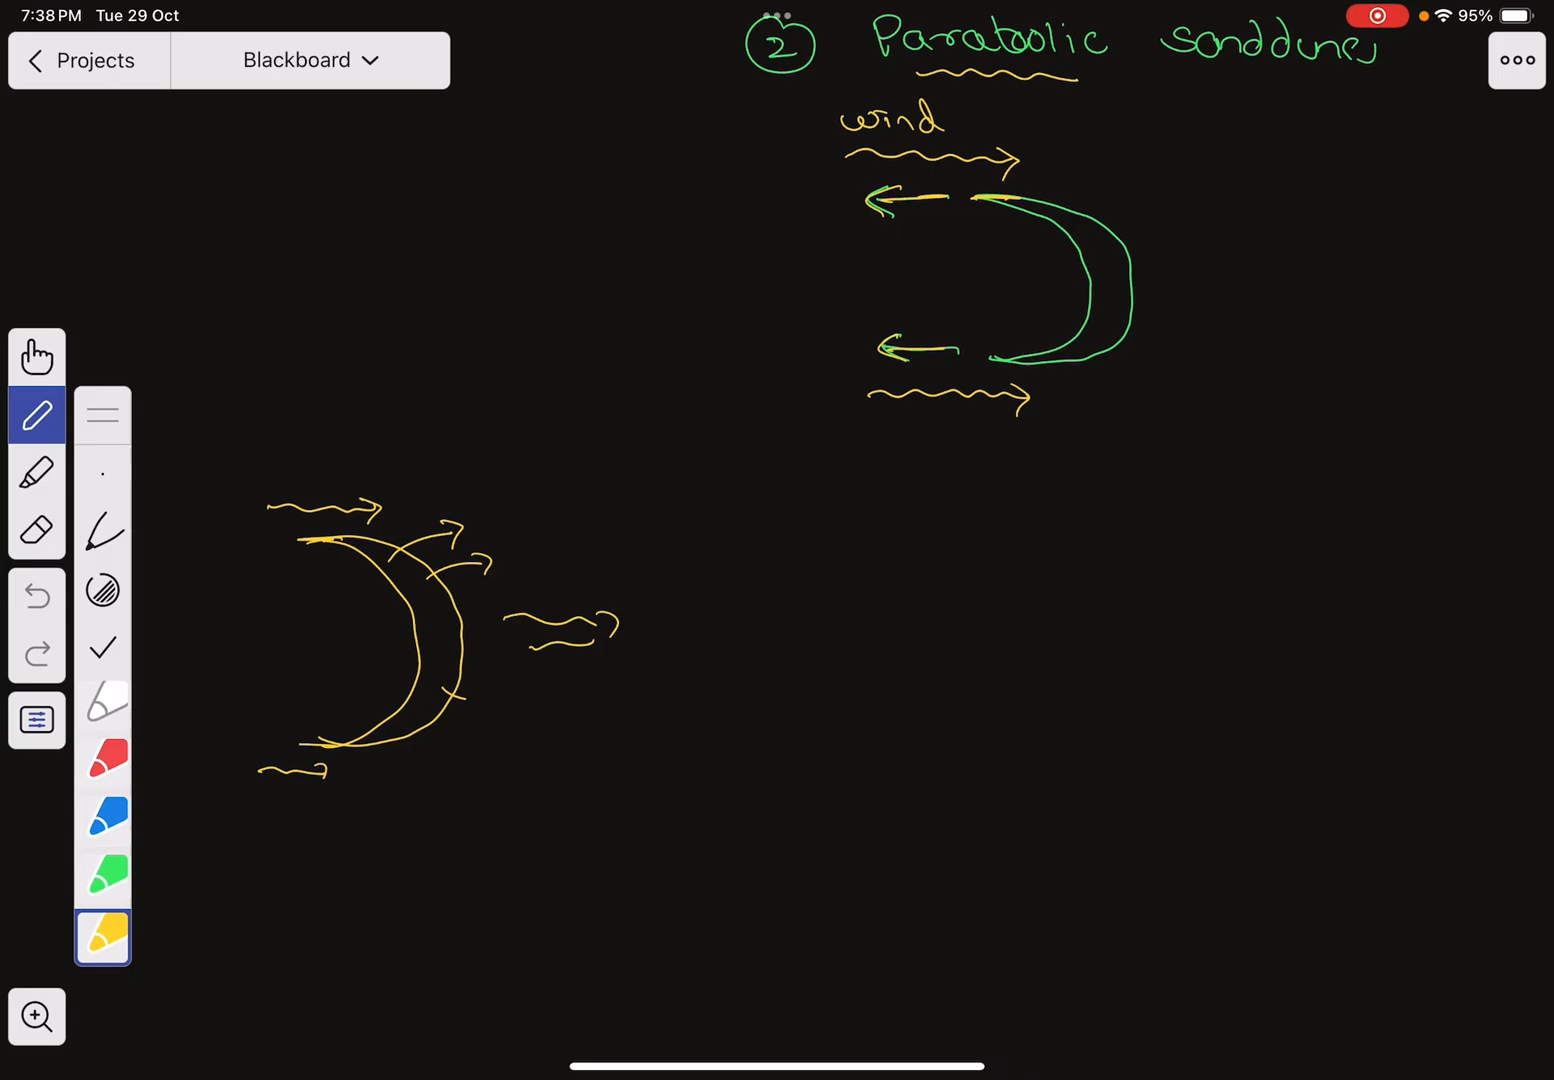 7:38 PM Tue 29 Oct
95%
Projects
Blackboard
2 Parabolic sanddunes
wind